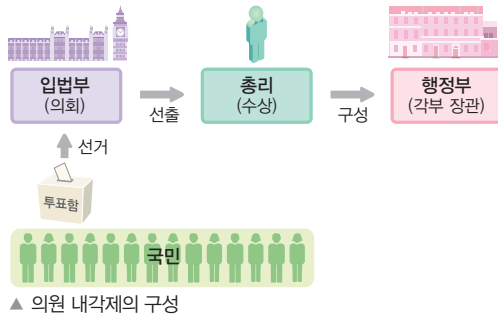 입법부
(의회)
선출
총리
(수상)
구성
행정부
(각부 장관)
선거
투표함
국민
▲ 의원 내각제의 구성